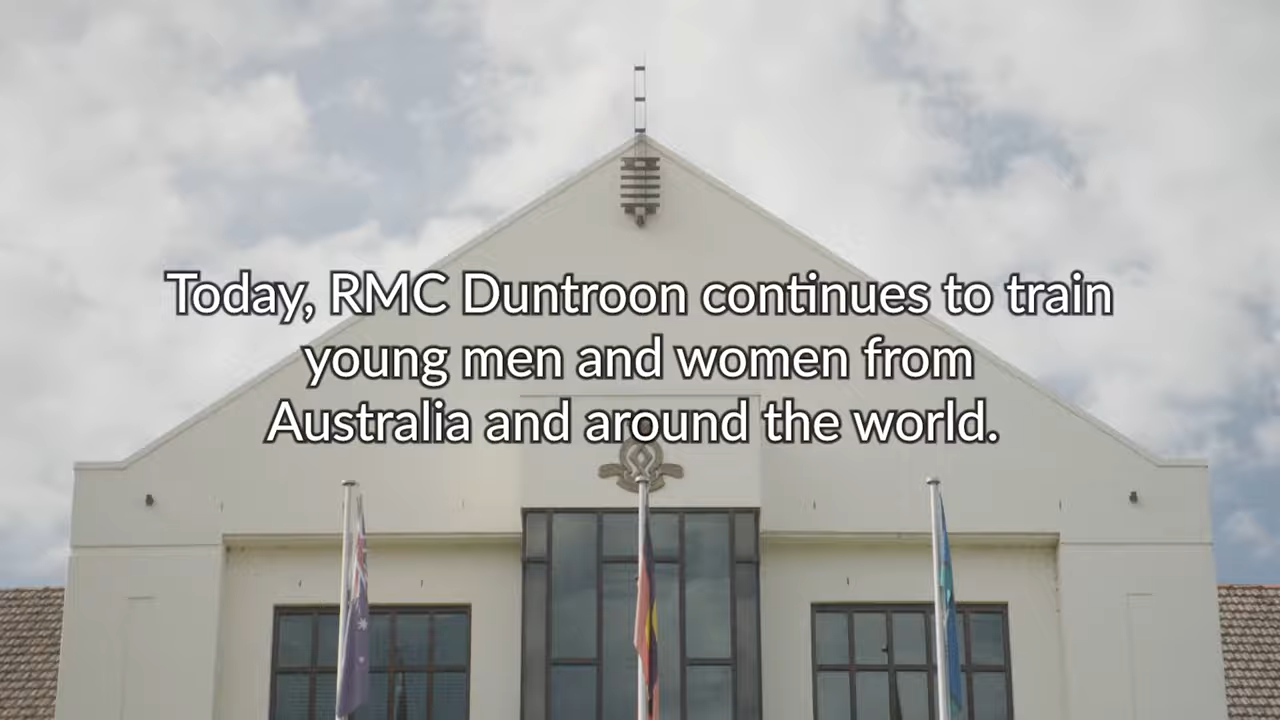 Today, RMC Duntroon continues to train
young men and women from
Australia and around the world.